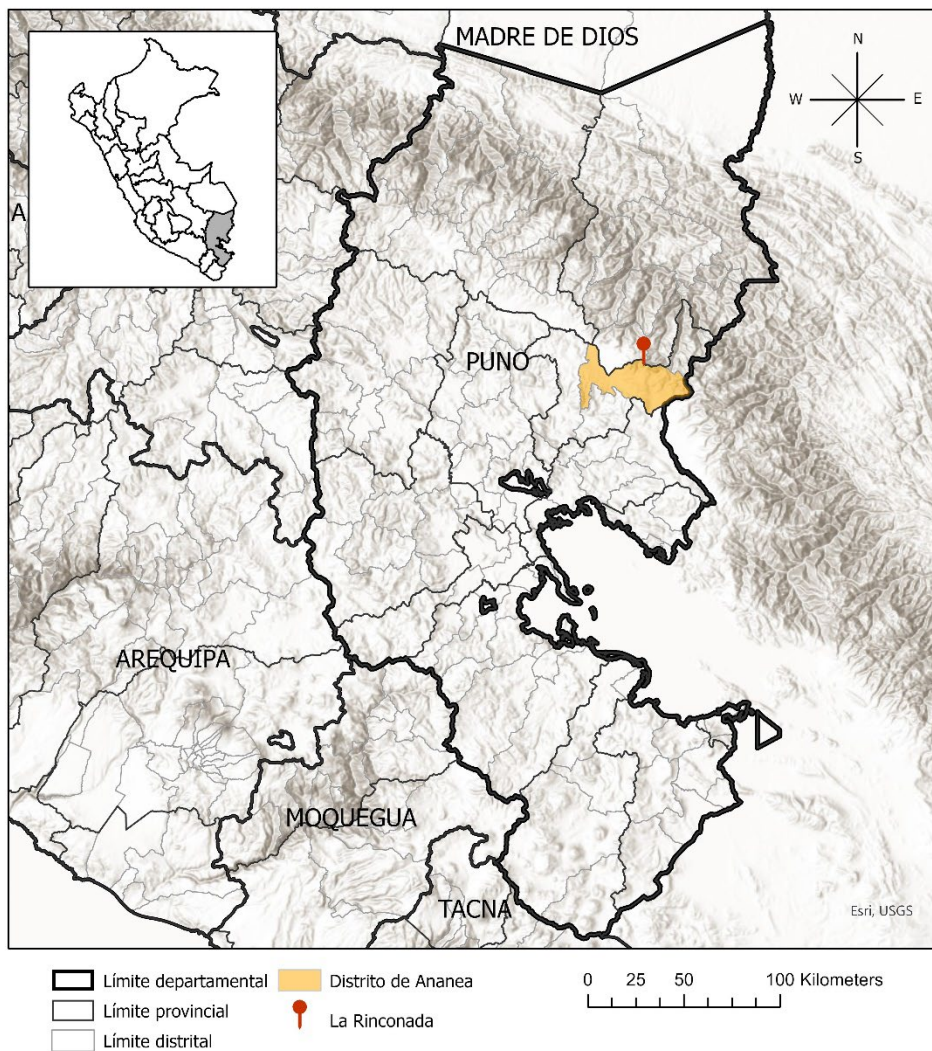 MADRE DE DIOS
N
W E
S
A
PUNO
AREQUIPA
MOQUEGUA
TACNA
Esri, USGS
Límite departamental
Límite provincial
Límite distrital
Distrito de Ananea
La Rinconada
0 25 50 100 Kilometers